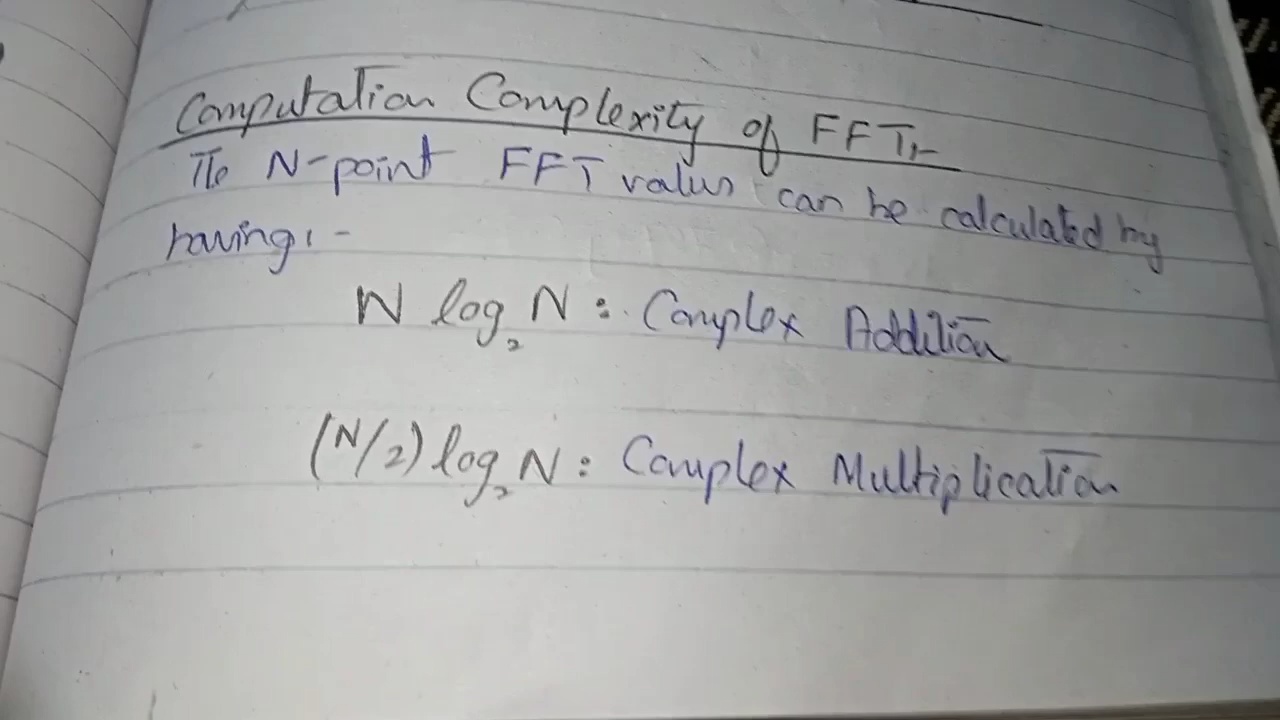 Computation Complexity of FFT:-
The N-point FFT values can be calculated by
having:-
N log₂ N : Complex Addition
(N/2) log₂ N : Complex Multiplication